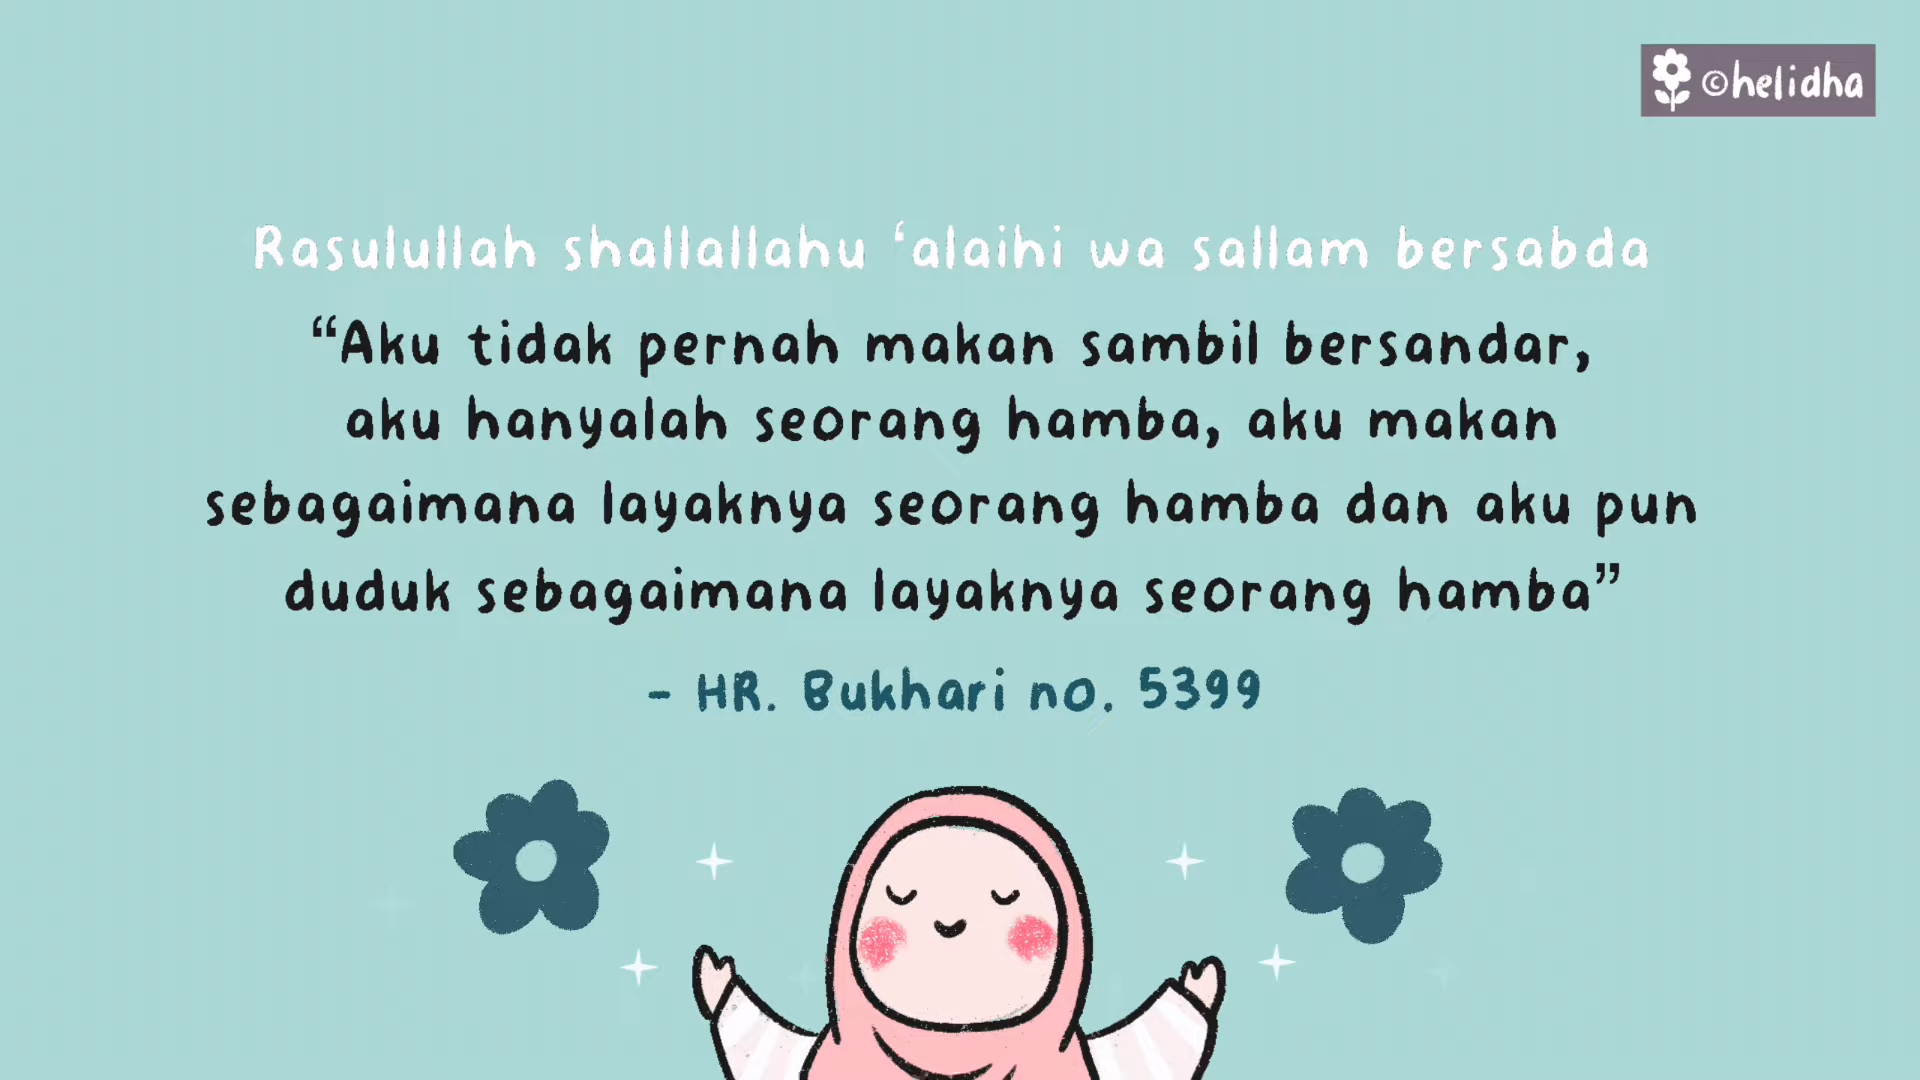 ©helidha
Rasulullah shallallahu ‘alaihi wa sallam bersabda
“Aku tidak pernah makan sambil bersandar,
aku hanyalah seorang hamba, aku makan
sebagaimana layaknya seorang hamba dan aku pun
duduk sebagaimana layaknya seorang hamba”
- HR. Bukhari no. 5399